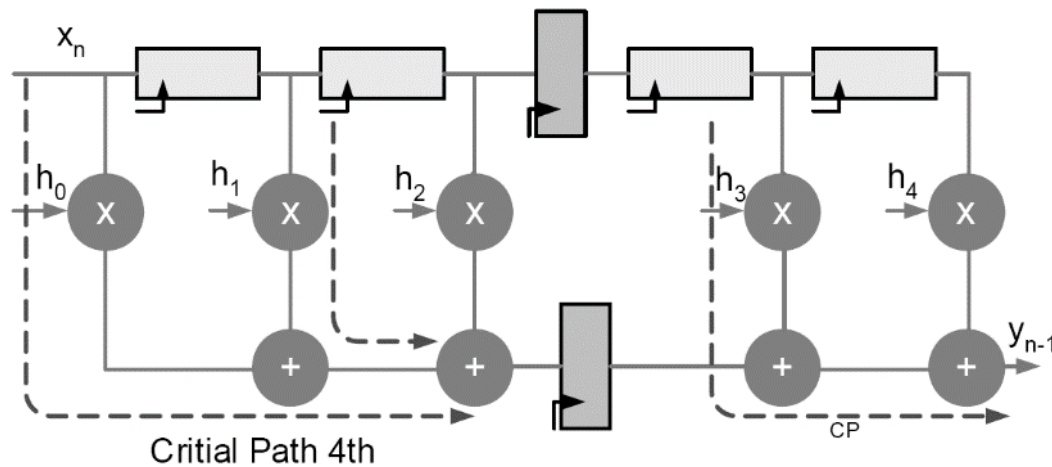 xₙ
h₀
h₁
h₂
h₃
h₄
X
X
X
X
X
+
+
+
+
yₙ₋₁
CP
Critial Path 4th